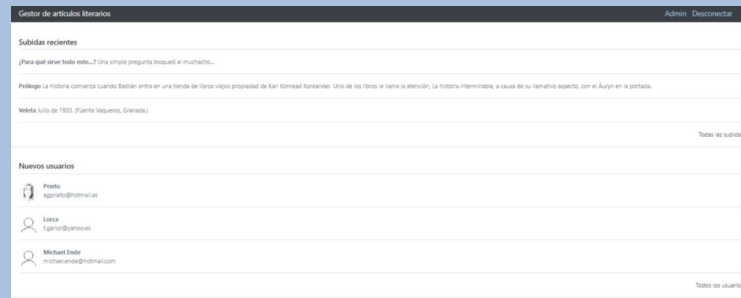 Gestor de artículos literarios
Admin Desconectar
Subidas recientes
¿Para qué sirve todo esto...? Una simple pregunta bloqueó al muchacho...
Prólogo La historia comienza cuando Bastián entra en una tienda de libros viejos propiedad de Karl Konread Koreander. Uno de los libros le llama la atención, La historia interminable, a causa de su llamativo aspecto, con el Áuryn en la portada.
Veleta Julio de 1920. (Fuente Vaqueros, Granada.)
Todas las subida
Nuevos usuarios
Prieto
agprieto@hotmail.es
Lorca
f.garlor@yahoo.es
Michael Ende
michael.ende@hotmail.com
Todos los usuario